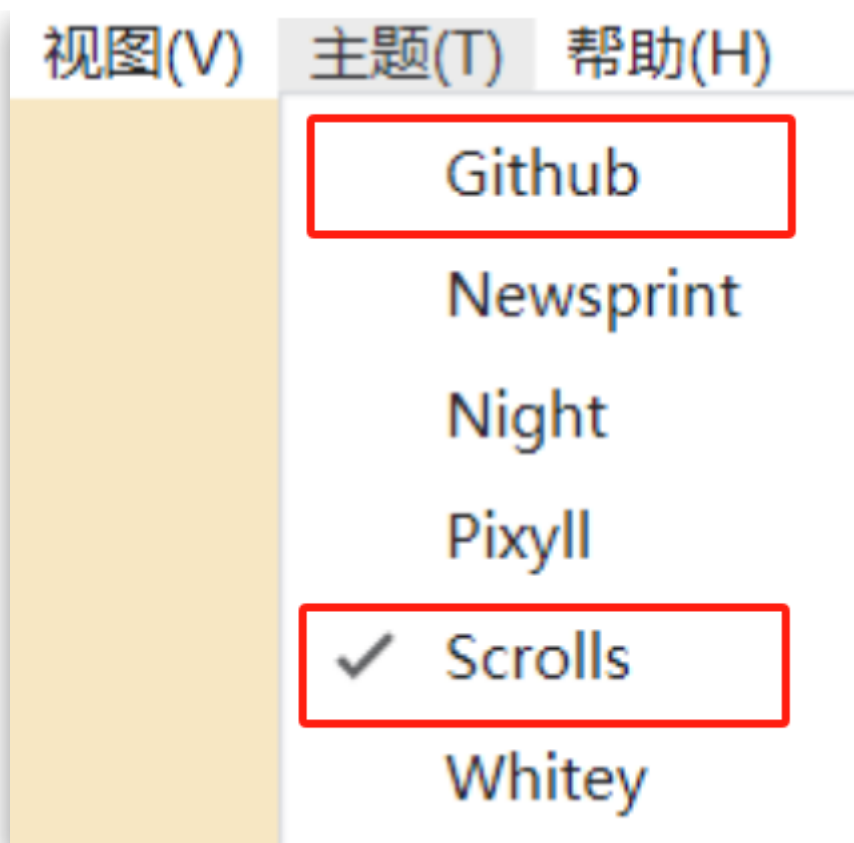 视图(V) 主题(T) 帮助(H)
Github
Newsprint
Night
Pixyll
Scrolls
Whitey